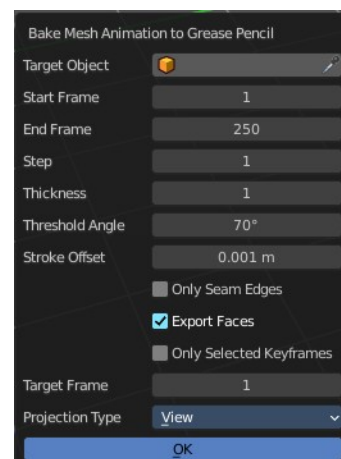 Bake Mesh Animation to Grease Pencil
Target Object
Start Frame 1
End Frame 250
Step 1
Thickness 1
Threshold Angle 70°
Stroke Offset 0.001 m
Only Seam Edges
Export Faces
Only Selected Keyframes
Target Frame 1
Projection Type View
OK